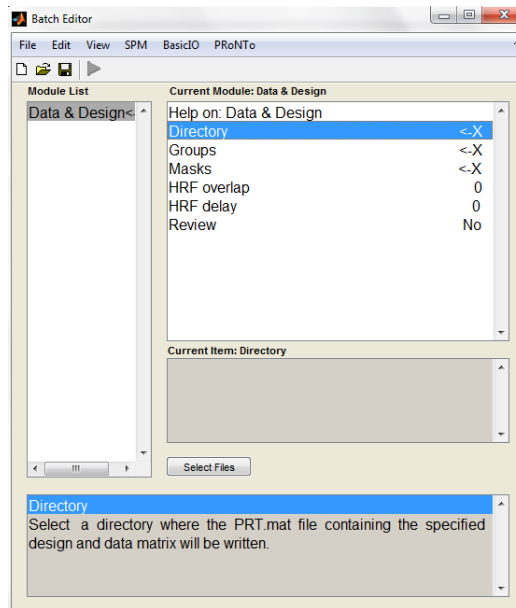 Batch Editor
File Edit View SPM BasicIO PRoNTo
Module List
Current Module: Data & Design
Data & Design<-
Help on: Data & Design
Directory <-X
Groups <-X
Masks <-X
HRF overlap 0
HRF delay 0
Review No
Current Item: Directory
Select Files
Directory
Select a directory where the PRT.mat file containing the specified
design and data matrix will be written.